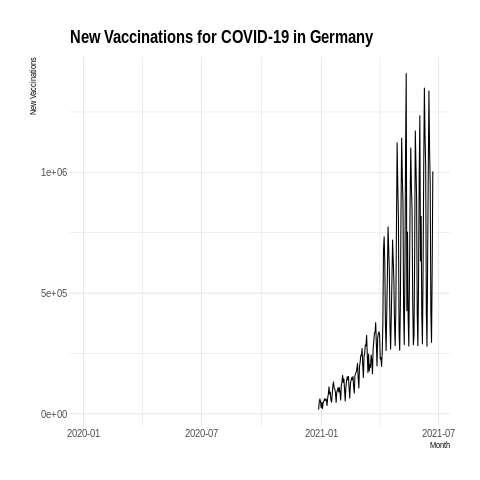 New Vaccinations for COVID-19 in Germany
New Vaccinations
1e+06
5e+05
0e+00
2020-01
2020-07
2021-01
2021-07
Month